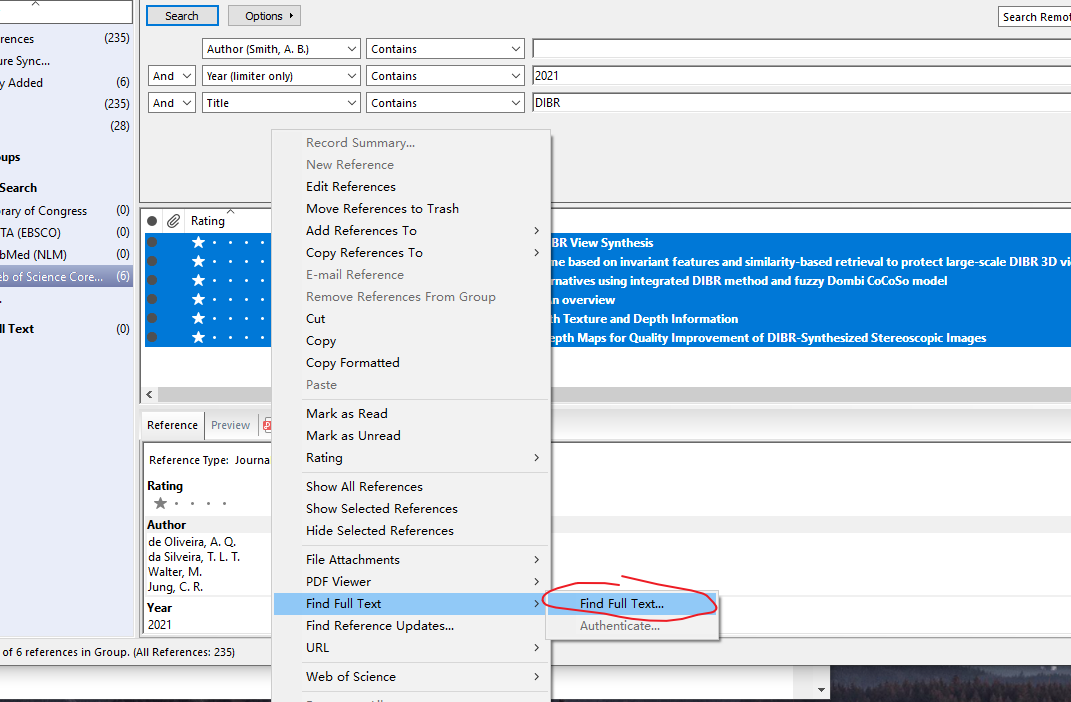 Search
Options
Search Remot
rences (235)
ure Sync...
y Added (6)
(235)
(28)
oups
Search
rary of Congress (0)
TA (EBSCO) (0)
bMed (NLM) (0)
eb of Science Core... (6)
ll Text (0)
Author (Smith, A. B.) Contains
And Year (limiter only) Contains 2021
And Title Contains DIBR
Rating
BR View Synthesis
ne based on invariant features and similarity-based retrieval to protect large-scale DIBR 3D vi
rnatives using integrated DIBR method and fuzzy Dombi CoCoSo model
n overview
th Texture and Depth Information
epth Maps for Quality Improvement of DIBR-Synthesized Stereoscopic Images
Record Summary...
New Reference
Edit References
Move References to Trash
Add References To
Copy References To
E-mail Reference
Remove References From Group
Cut
Copy
Copy Formatted
Paste
Mark as Read
Mark as Unread
Rating
Show All References
Show Selected References
Hide Selected References
File Attachments
PDF Viewer
Find Full Text
Find Reference Updates...
URL
Web of Science
Find Full Text...
Authenticate...
Reference Preview
Reference Type: Journa
Rating
Author
de Oliveira, A. Q.
da Silveira, T. L. T.
Walter, M.
Jung, C. R.
Year
2021
of 6 references in Group. (All References: 235)